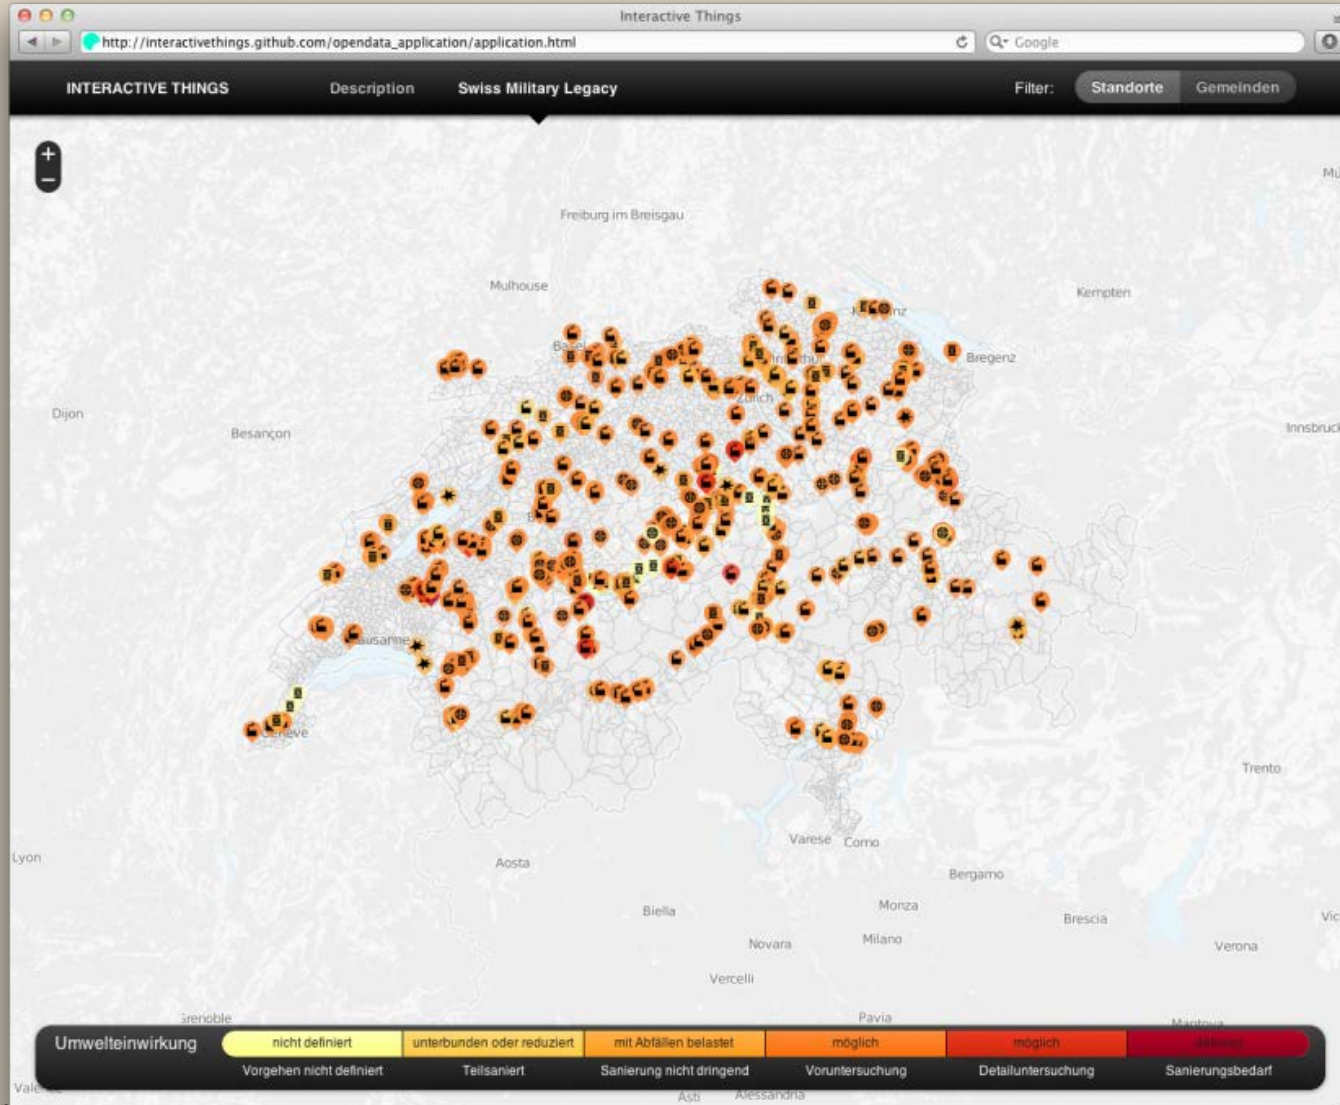 Interactive Things
http://interactivethings.github.com/opendata_application/application.html
Google
INTERACTIVE THINGS
Description
Swiss Military Legacy
Filter:
Standorte
Gemeinden
+
−
Freiburg im Breisgau
Mulhouse
Kempten
Bregenz
Dijon
Besançon
Zürich
Innsbruck
Trento
Varese
Como
Lyon
Aosta
Bergamo
Biella
Monza
Brescia
Novara
Milano
Verona
Vercelli
Pavia
Grenoble
Mantova
Umwelteinwirkung
nicht definiert
unterbunden oder reduziert
mit Abfällen belastet
möglich
möglich
Vorgehen nicht definiert
Teilsaniert
Sanierung nicht dringend
Voruntersuchung
Detailuntersuchung
Sanierungsbedarf
Asti
Alessandria